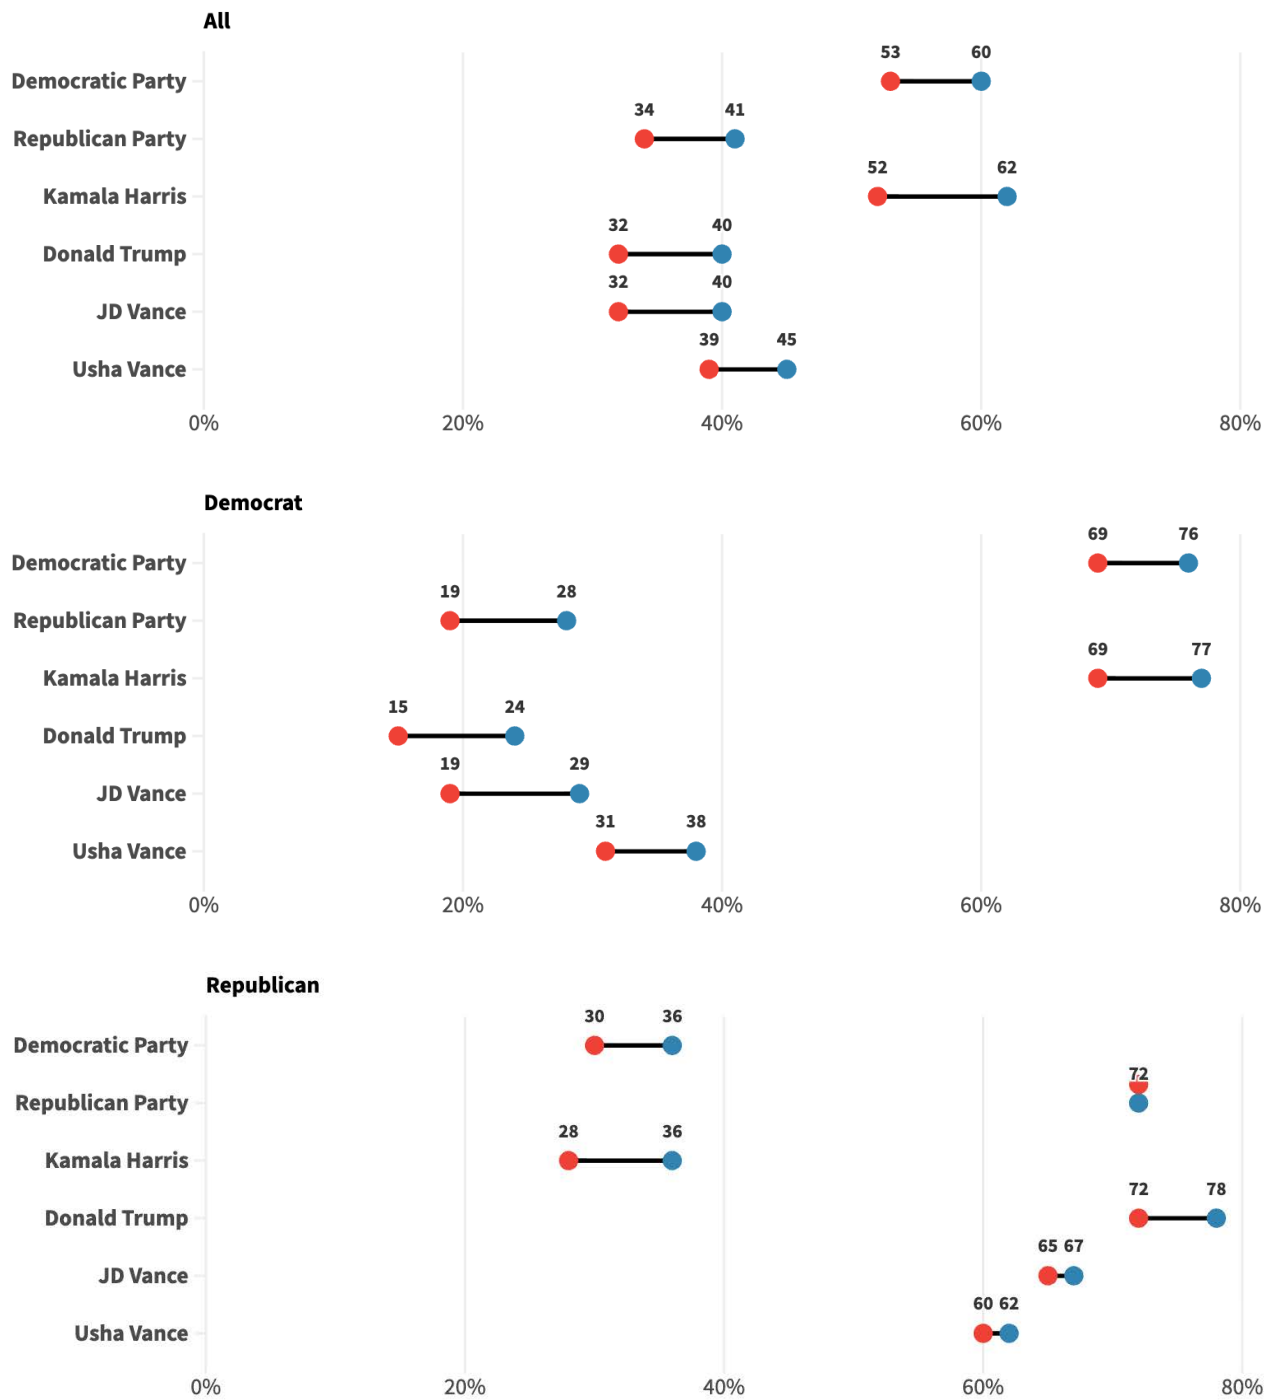 All
53 60
Democratic Party
34 41
Republican Party
52 62
Kamala Harris
32 40
Donald Trump
32 40
JD Vance
39 45
Usha Vance
0% 20% 40% 60% 80%
Democrat
69 76
Democratic Party
19 28
Republican Party
69 77
Kamala Harris
15 24
Donald Trump
19 29
JD Vance
31 38
Usha Vance
0% 20% 40% 60% 80%
Republican
30 36
Democratic Party
72
Republican Party
28 36
Kamala Harris
72 78
Donald Trump
65 67
JD Vance
60 62
Usha Vance
0% 20% 40% 60% 80%